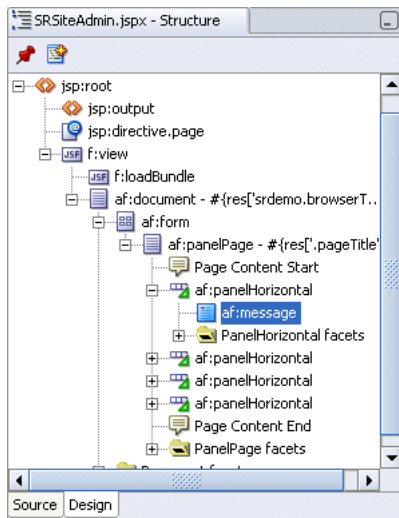 SRSiteAdmin.jspx - Structure
jsp:root
jsp:output
jsp:directive.page
JSF f:view
JSF f:loadBundle
af:document - #{res['srdemo.browserT..
af:form
af:panelPage - #{res['.pageTitle'
Page Content Start
af:panelHorizontal
af:message
PanelHorizontal facets
af:panelHorizontal
af:panelHorizontal
af:panelHorizontal
Page Content End
PanelPage facets
Source Design